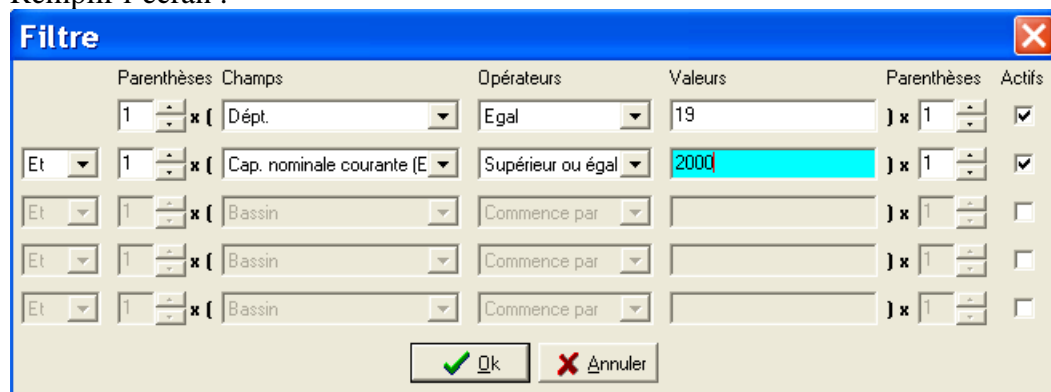 Remplir l'écran :
Filtre
Parenthèses Champs Opérateurs Valeurs Parenthèses Actifs
1 x ( Dépt. Egal 19 ) x 1
Et 1 x ( Cap. nominale courante (E Supérieur ou égal 2000 ) x 1
Et 1 x ( Bassin Commence par ) x 1
Et 1 x ( Bassin Commence par ) x 1
Et 1 x ( Bassin Commence par ) x 1
Ok Annuler